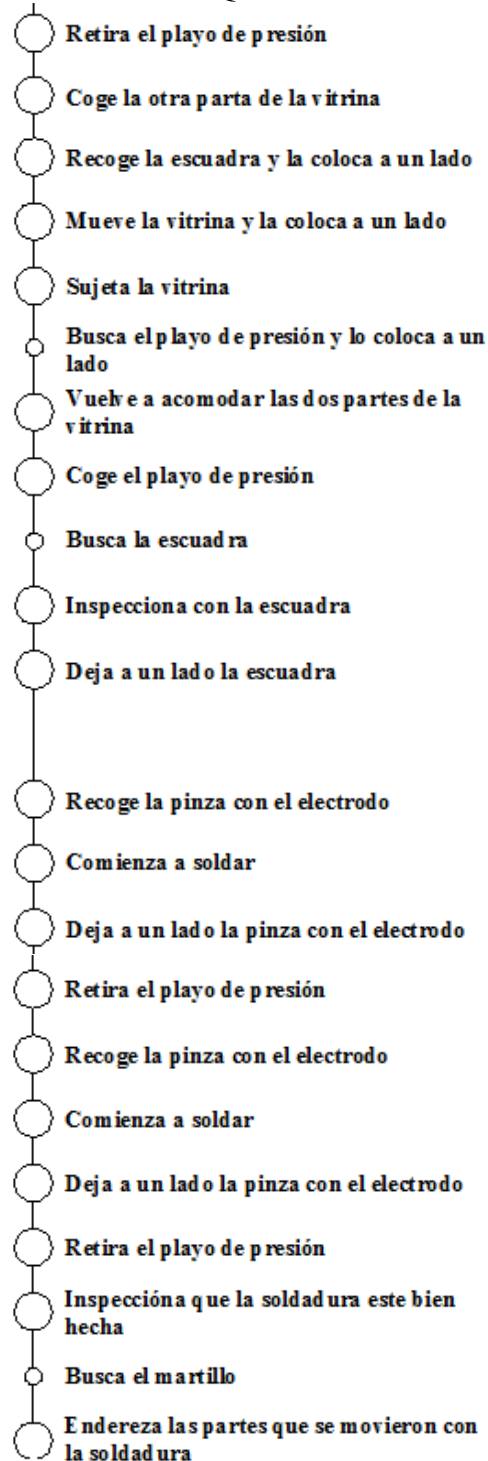 Retira el playo de presión
Coge la otra parta de la vitrina
Recoge la escuadra y la coloca a un lado
Mueve la vitrina y la coloca a un lado
Sujeta la vitrina
Busca el playo de presión y lo coloca a un
lado
Vuelve a acomodar las dos partes de la
vitrina
Coge el playo de presión
Busca la escuadra
Inspecciona con la escuadra
Deja a un lado la escuadra
Recoge la pinza con el electrodo
Comienza a soldar
Deja a un lado la pinza con el electrodo
Retira el playo de presión
Recoge la pinza con el electrodo
Comienza a soldar
Deja a un lado la pinza con el electrodo
Retira el playo de presión
Inspeccióna que la soldadura este bien
hecha
Busca el martillo
Endereza las partes que se movieron con
la soldadura